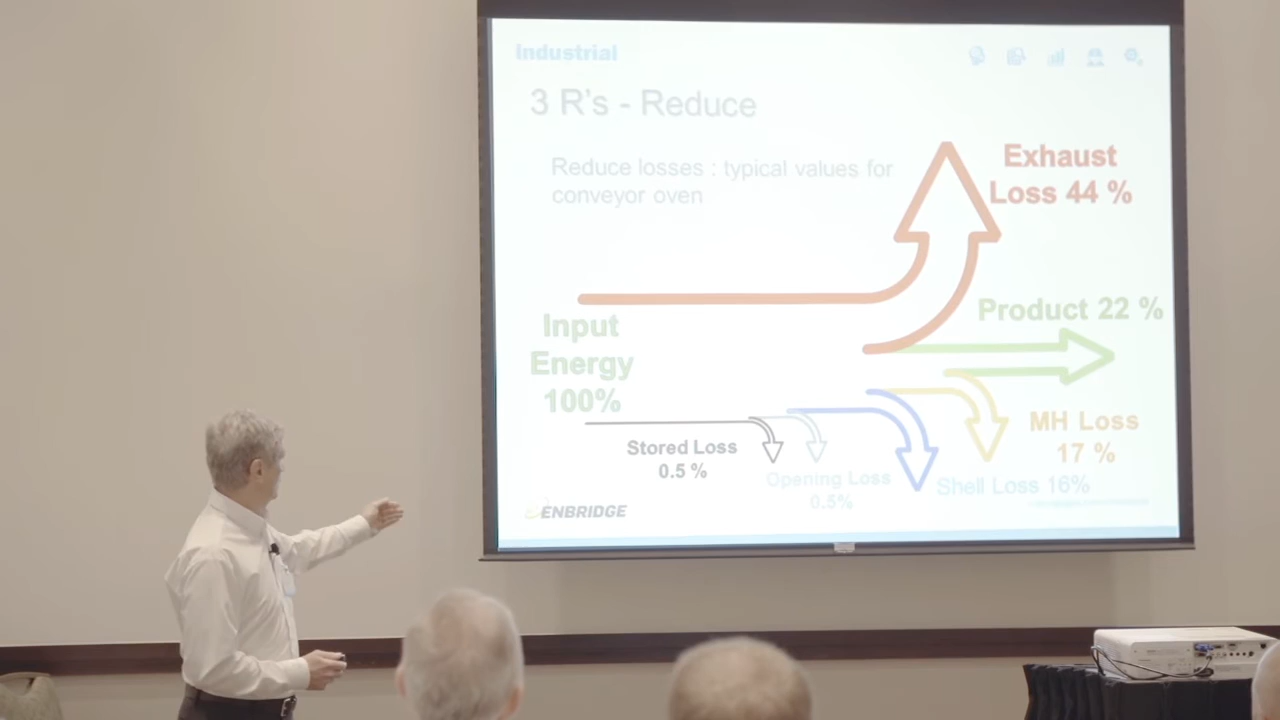 Industrial
3 R's - Reduce
Reduce losses : typical values for
conveyor oven
Exhaust
Loss 44 %
Product 22 %
Input
Energy
100%
MH Loss
17 %
Stored Loss
0.5 %
Opening Loss
0.5%
Shell Loss 16%
ENBRIDGE